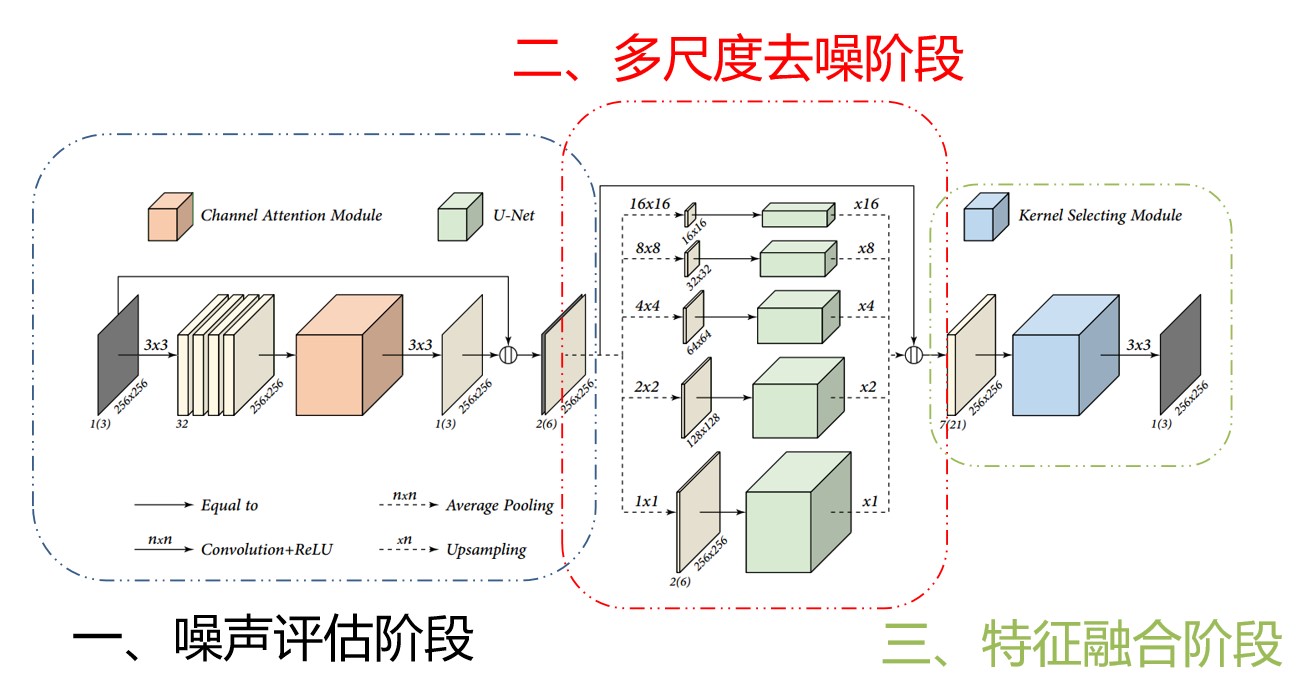 二、多尺度去噪阶段
Channel Attention Module
U-Net
Kernel Selecting Module
3x3
3x3
256x256
256x256
256x256
256x256
1(3)
32
1(3)
2(6)
16x16
16x16
x16
8x8
32x32
x8
4x4
64x64
x4
2x2
128x128
x2
1x1
256x256
x1
2(6)
3x3
256x256
256x256
7(21)
1(3)
Equal to
nxn
Average Pooling
nxn
Convolution+ReLU
xn
Upsampling
一、噪声评估阶段
三、特征融合阶段